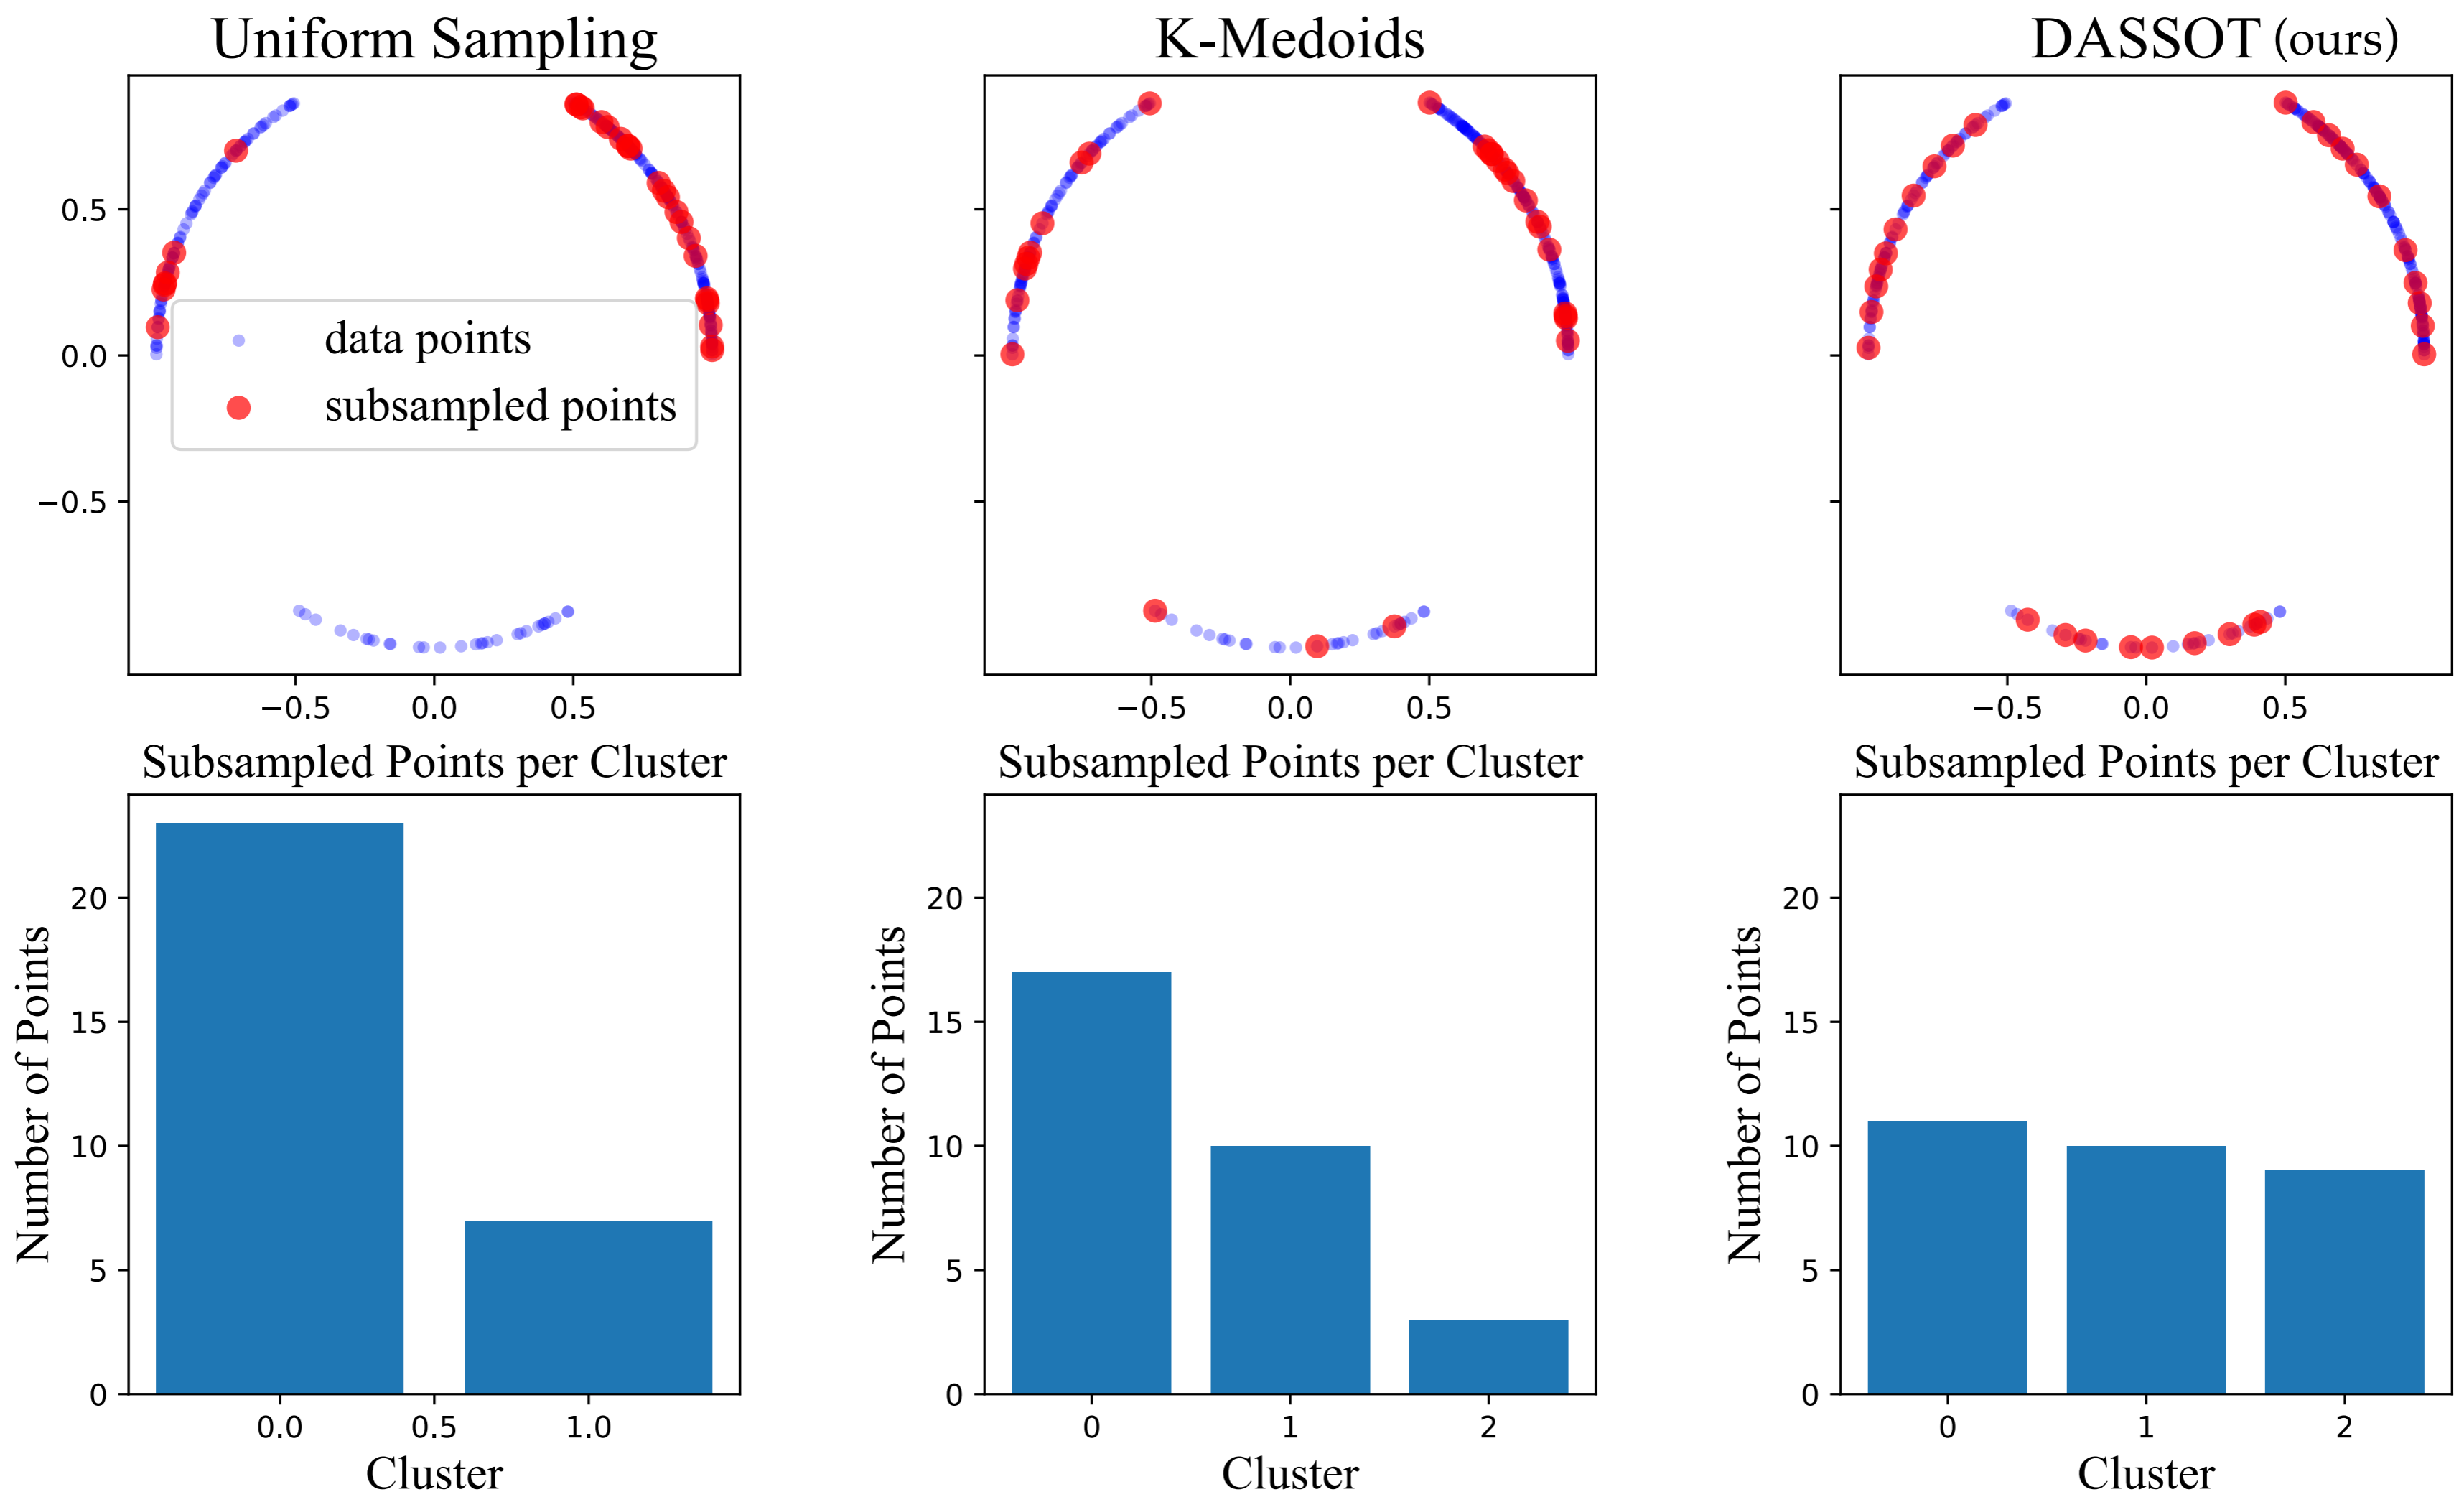 Uniform Sampling
K-Medoids
DASSOT (ours)
0.5
0.0
−0.5
data points
subsampled points
−0.5 0.0 0.5
−0.5 0.0 0.5
−0.5 0.0 0.5
Subsampled Points per Cluster
Subsampled Points per Cluster
Subsampled Points per Cluster
Number of Points
20
15
10
5
0
0.0 0.5 1.0
Cluster
Number of Points
20
15
10
5
0
0 1 2
Cluster
Number of Points
20
15
10
5
0
0 1 2
Cluster